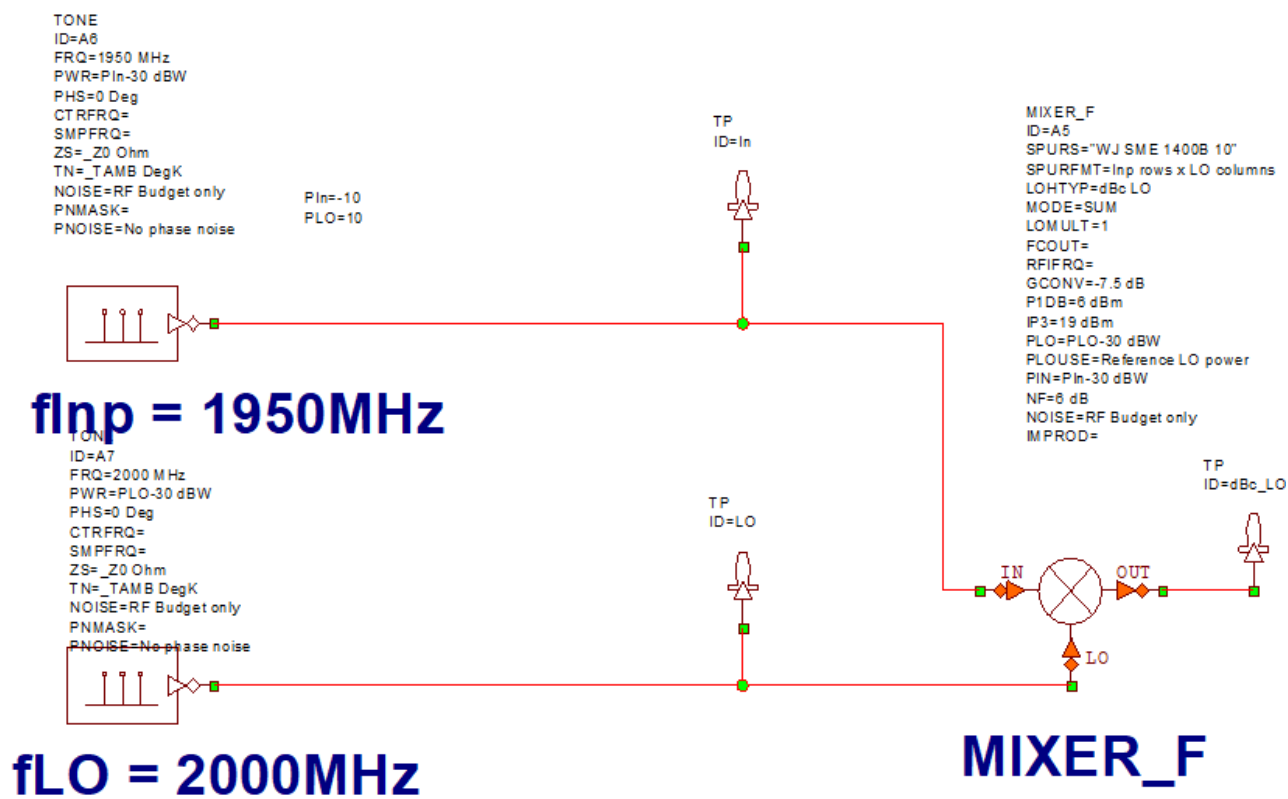 TONE
ID=A6
FRQ=1950 MHz
PWR=PIn-30 dBW
PHS=0 Deg
CTRFRQ=
SMPFRQ=
ZS=_Z0 Ohm
TN=_TAMB DegK
NOISE=RF Budget only
PNMASK=
PNOISE=No phase noise
PIn=-10
PLO=10
TP
ID=In
MIXER_F
ID=A5
SPURS="WJ SME 1400B 10"
SPURFMT=Inp rows x LO columns
LOHTYP=dBc LO
MODE=SUM
LOMULT=1
FCOUT=
RFIFRQ=
GCONV=-7.5 dB
P1DB=6 dBm
IP3=19 dBm
PLO=PLO-30 dBW
PLOUSE=Reference LO power
PIN=PIn-30 dBW
NF=6 dB
NOISE=RF Budget only
IMPROD=
fInp = 1950MHz
TONE
ID=A7
FRQ=2000 MHz
PWR=PLO-30 dBW
PHS=0 Deg
CTRFRQ=
SMPFRQ=
ZS=_Z0 Ohm
TN=_TAMB DegK
NOISE=RF Budget only
PNMASK=
PNOISE=No phase noise
TP
ID=LO
TP
ID=dBc_LO
IN
OUT
LO
fLO = 2000MHz
MIXER_F